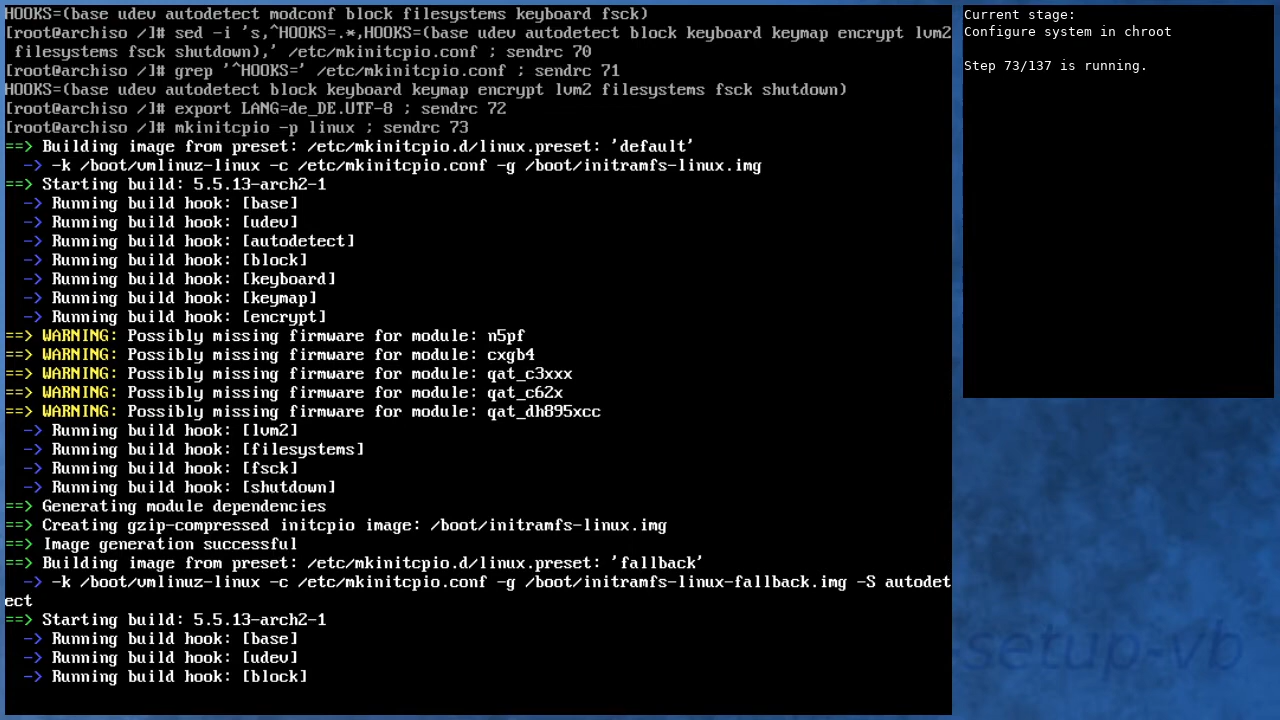 HOOKS=(base udev autodetect modconf block filesystems keyboard fsck)
[root@archiso /]# sed -i 's,^HOOKS=.*,HOOKS=(base udev autodetect block keyboard keymap encrypt lvm2
 filesystems fsck shutdown),' /etc/mkinitcpio.conf ; sendrc 70
[root@archiso /]# grep '^HOOKS=' /etc/mkinitcpio.conf ; sendrc 71
HOOKS=(base udev autodetect block keyboard keymap encrypt lvm2 filesystems fsck shutdown)
[root@archiso /]# export LANG=de_DE.UTF-8 ; sendrc 72
[root@archiso /]# mkinitcpio -p linux ; sendrc 73
==> Building image from preset: /etc/mkinitcpio.d/linux.preset: 'default'
  -> -k /boot/vmlinuz-linux -c /etc/mkinitcpio.conf -g /boot/initramfs-linux.img
==> Starting build: 5.5.13-arch2-1
  -> Running build hook: [base]
  -> Running build hook: [udev]
  -> Running build hook: [autodetect]
  -> Running build hook: [block]
  -> Running build hook: [keyboard]
  -> Running build hook: [keymap]
  -> Running build hook: [encrypt]
==> WARNING: Possibly missing firmware for module: n5pf
==> WARNING: Possibly missing firmware for module: cxgb4
==> WARNING: Possibly missing firmware for module: qat_c3xxx
==> WARNING: Possibly missing firmware for module: qat_c62x
==> WARNING: Possibly missing firmware for module: qat_dh895xcc
  -> Running build hook: [lvm2]
  -> Running build hook: [filesystems]
  -> Running build hook: [fsck]
  -> Running build hook: [shutdown]
==> Generating module dependencies
==> Creating gzip-compressed initcpio image: /boot/initramfs-linux.img
==> Image generation successful
==> Building image from preset: /etc/mkinitcpio.d/linux.preset: 'fallback'
  -> -k /boot/vmlinuz-linux -c /etc/mkinitcpio.conf -g /boot/initramfs-linux-fallback.img -S autodet
ect
==> Starting build: 5.5.13-arch2-1
  -> Running build hook: [base]
  -> Running build hook: [udev]
  -> Running build hook: [block]
Current stage:
Configure system in chroot
Step 73/137 is running.
-setup-vb